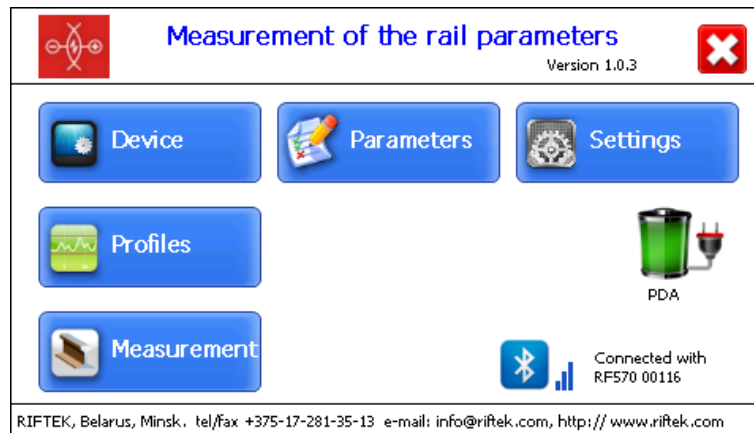 Measurement of the rail parameters
Version 1.0.3
Device
Parameters
Settings
Profiles
PDA
Measurement
Connected with
RF570 00116
RIFTEK, Belarus, Minsk. tel/fax +375-17-281-35-13 e-mail: info@riftek.com, http:// www.riftek.com